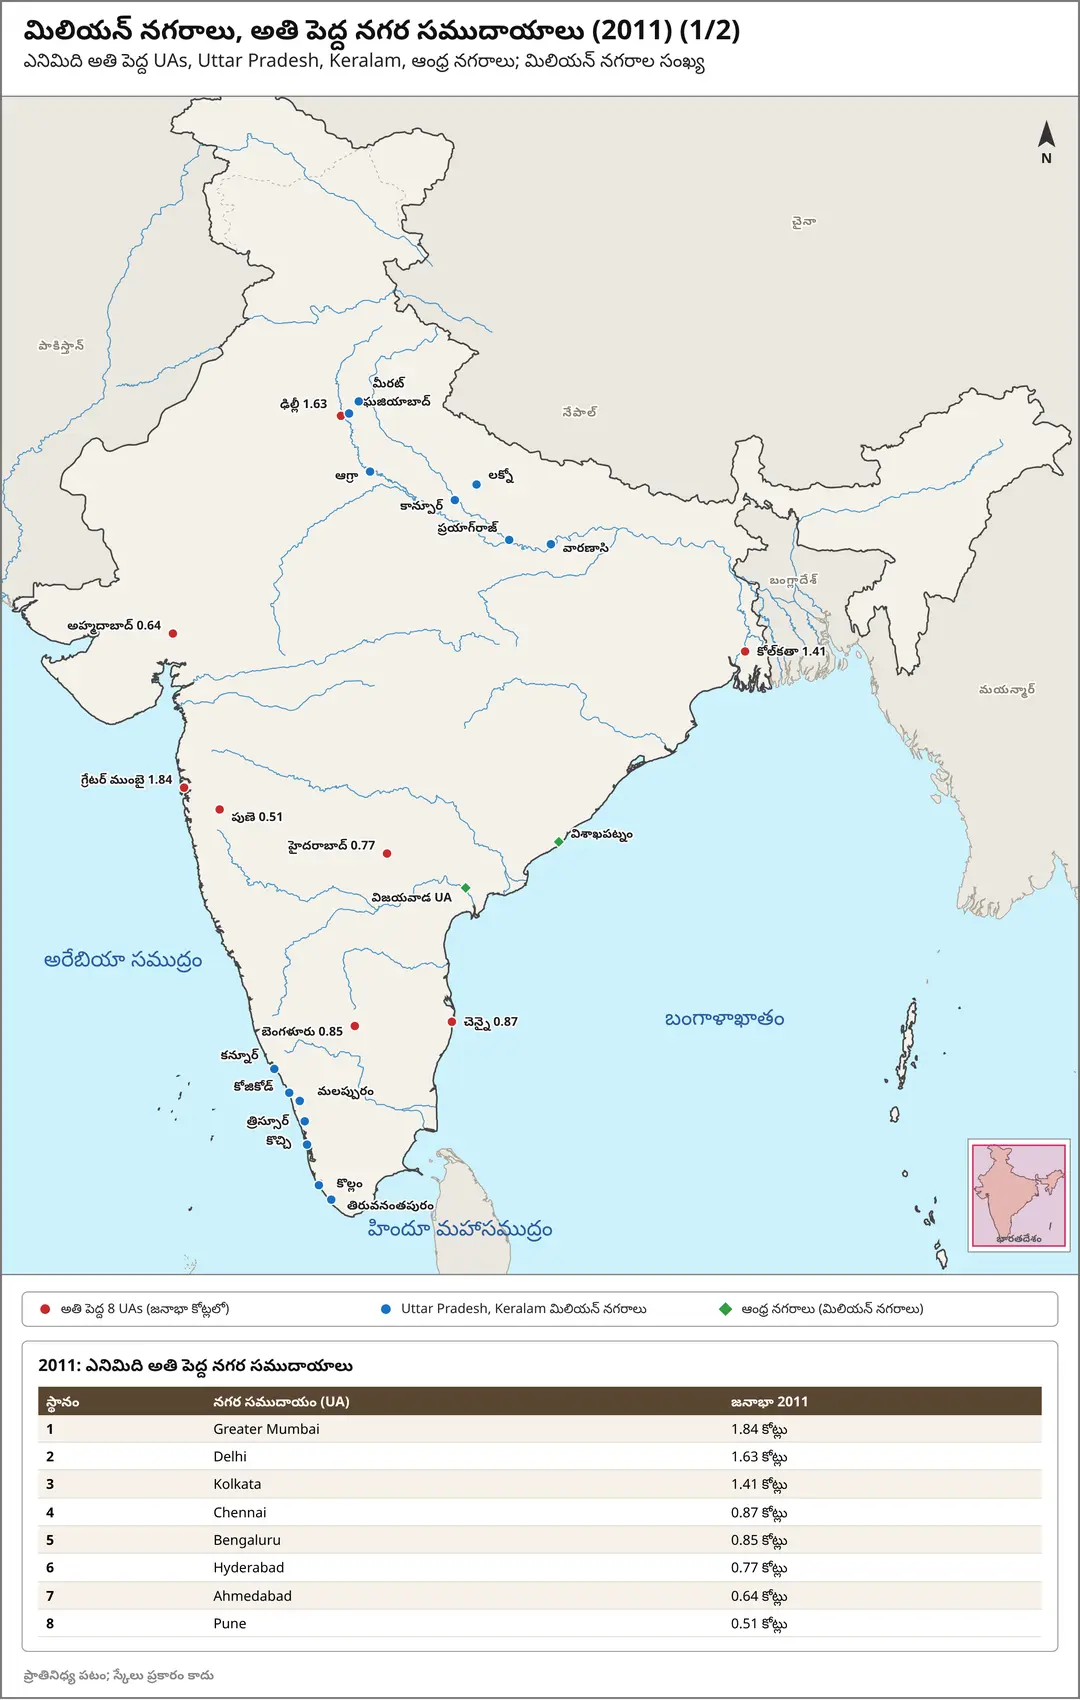 మిలియన్ నగరాలు, అతి పెద్ద నగర సముదాయాలు (2011) (1/2)
ఎనిమిది అతి పెద్ద UAs, Uttar Pradesh, Keralam, ఆంధ్ర నగరాలు; మిలియన్ నగరాల సంఖ్య
N
చైనా
పాకిస్తాన్
నేపాల్
మీరట్
ఢిల్లీ 1.63
ఘజియాబాద్
ఆగ్రా
లక్నో
కాన్పూర్
ప్రయాగ్‌రాజ్
వారణాసి
బంగ్లాదేశ్
అహ్మదాబాద్ 0.64
కోల్‌కతా 1.41
మయన్మార్
గ్రేటర్ ముంబై 1.84
పుణె 0.51
విశాఖపట్నం
హైదరాబాద్ 0.77
విజయవాడ UA
అరేబియా సముద్రం
బంగాళాఖాతం
చెన్నై 0.87
బెంగళూరు 0.85
కన్నూర్
కోజికోడ్
మలప్పురం
త్రిస్సూర్
కొచ్చి
కొల్లం
తిరువనంతపురం
హిందూ మహాసముద్రం
భారతదేశం
అతి పెద్ద 8 UAs (జనాభా కోట్లలో)
Uttar Pradesh, Keralam మిలియన్ నగరాలు
ఆంధ్ర నగరాలు (మిలియన్ నగరాలు)
2011: ఎనిమిది అతి పెద్ద నగర సముదాయాలు
స్థానం నగర సముదాయం (UA) జనాభా 2011
1 Greater Mumbai 1.84 కోట్లు
2 Delhi 1.63 కోట్లు
3 Kolkata 1.41 కోట్లు
4 Chennai 0.87 కోట్లు
5 Bengaluru 0.85 కోట్లు
6 Hyderabad 0.77 కోట్లు
7 Ahmedabad 0.64 కోట్లు
8 Pune 0.51 కోట్లు
ప్రాతినిధ్య పటం; స్కేలు ప్రకారం కాదు